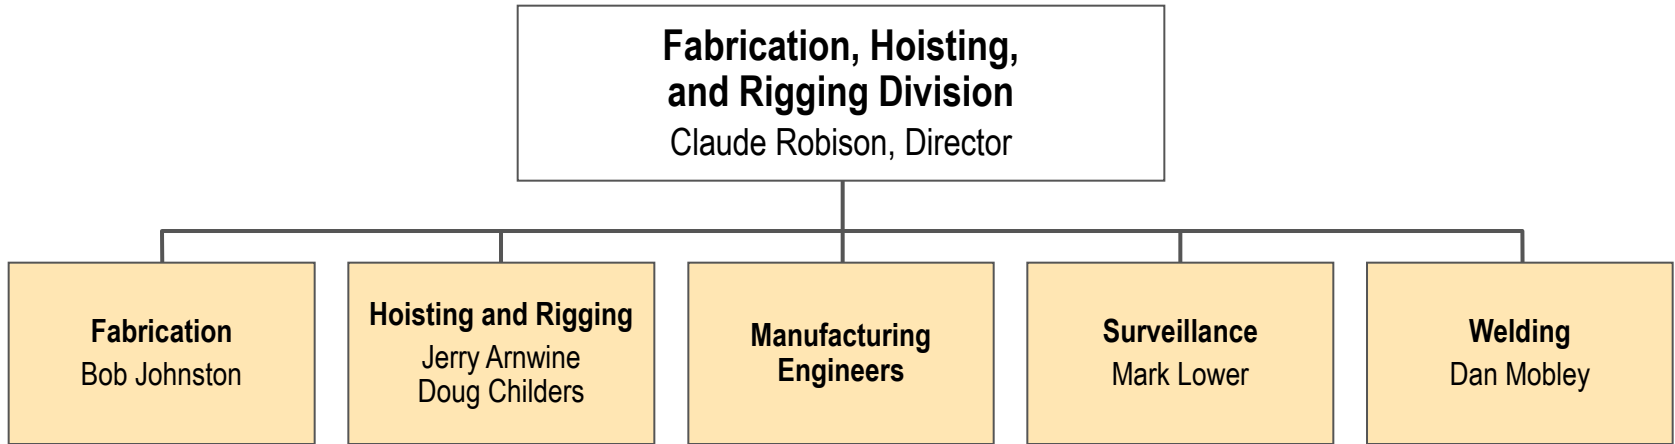 Fabrication, Hoisting,
and Rigging Division
Claude Robison, Director
Fabrication
Bob Johnston
Hoisting and Rigging
Jerry Arnwine
Doug Childers
Manufacturing
Engineers
Surveillance
Mark Lower
Welding
Dan Mobley